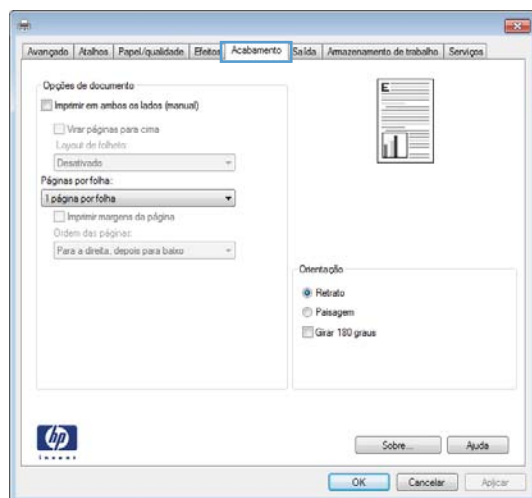 Avançado Atalhos Papel/qualidade Efeitos Acabamento Saída Armazenamento de trabalho Serviços
Opções de documento
Imprimir em ambos os lados (manual)
Virar páginas para cima
Layout de folheto:
Desativado
Páginas por folha:
1 página por folha
Imprimir margens da página
Ordem das páginas:
Para a direita, depois para baixo
E
Orientação
Retrato
Paisagem
Girar 180 graus
hp
invent
Sobre... Ajuda
OK Cancelar Aplicar